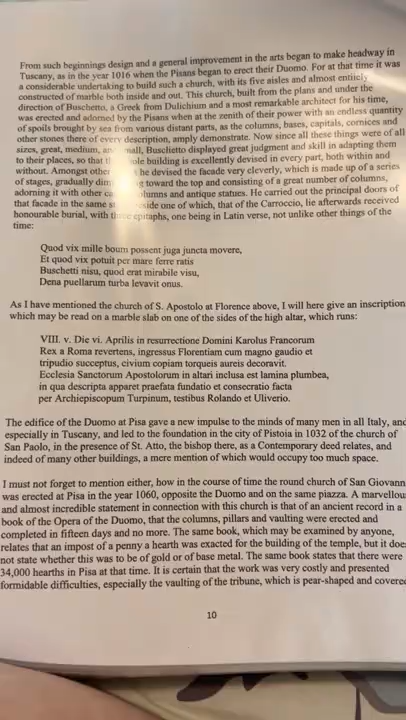 From such beginnings design and a general improvement in the arts began to make headway in
Tuscany, as in the year 1016 when the Pisans began to erect their Duomo. For at that time it was
a considerable undertaking to build such a church, with its five aisles and almost entirely
constructed of marble both inside and out. This church, built from the plans and under the
direction of Buschetto, a Greek from Dulichium and a most remarkable architect for his time,
was erected and adorned by the Pisans when at the zenith of their power with an endless quantity
of spoils brought by sea from various distant parts, as the columns, bases, capitals, cornices and
other stones there of every description, amply demonstrate. Now since all these things were of all
sizes, great, medium, and small, Buschetto displayed great judgment and skill in adapting them
to their places, so that the whole building is excellently devised in every part, both within and
without. Amongst other he devised the facade very cleverly, which is made up of a series
of stages, gradually toward the top and consisting of a great number of columns,
adorning it with other columns and antique statues. He carried out the principal doors of
that facade in the same one of which, that of the Carroccio, he afterwards received
honourable burial, with three epitaphs, one being in Latin verse, not unlike other things of the
time:
Quod vix mille boum possent juga juncta movere,
Et quod vix potuit per mare ferre ratis
Buschetti nisu, quod erat mirabile visu,
Dena puellarum turba levavit onus.
As I have mentioned the church of S. Apostolo at Florence above, I will here give an inscription
which may be read on a marble slab on one of the sides of the high altar, which runs:
VIII. v. Die vi. Aprilis in resurrectione Domini Karolus Francorum
Rex a Roma revertens, ingressus Florentiam cum magno gaudio et
tripudio succeptus, civium copiam torqueis aureis decoravit.
Ecclesia Sanctorum Apostolorum in altari inclusa est lamina plumbea,
in qua descripta apparet praefata fundatio et consecratio facta
per Archiepiscopum Turpinum, testibus Rolando et Uliverio.
The edifice of the Duomo at Pisa gave a new impulse to the minds of many men in all Italy, and
especially in Tuscany, and led to the foundation in the city of Pistoia in 1032 of the church of
San Paolo, in the presence of St. Atto, the bishop there, as a Contemporary deed relates, and
indeed of many other buildings, a mere mention of which would occupy too much space.
I must not forget to mention either, how in the course of time the round church of San Giovann
was erected at Pisa in the year 1060, opposite the Duomo and on the same piazza. A marvellou
and almost incredible statement in connection with this church is that of an ancient record in a
book of the Opera of the Duomo, that the columns, pillars and vaulting were erected and
completed in fifteen days and no more. The same book, which may be examined by anyone,
relates that an impost of a penny a hearth was exacted for the building of the temple, but it doe
not state whether this was to be of gold or of base metal. The same book states that there were
34,000 hearths in Pisa at that time. It is certain that the work was very costly and presented
formidable difficulties, especially the vaulting of the tribune, which is pear-shaped and covered
10